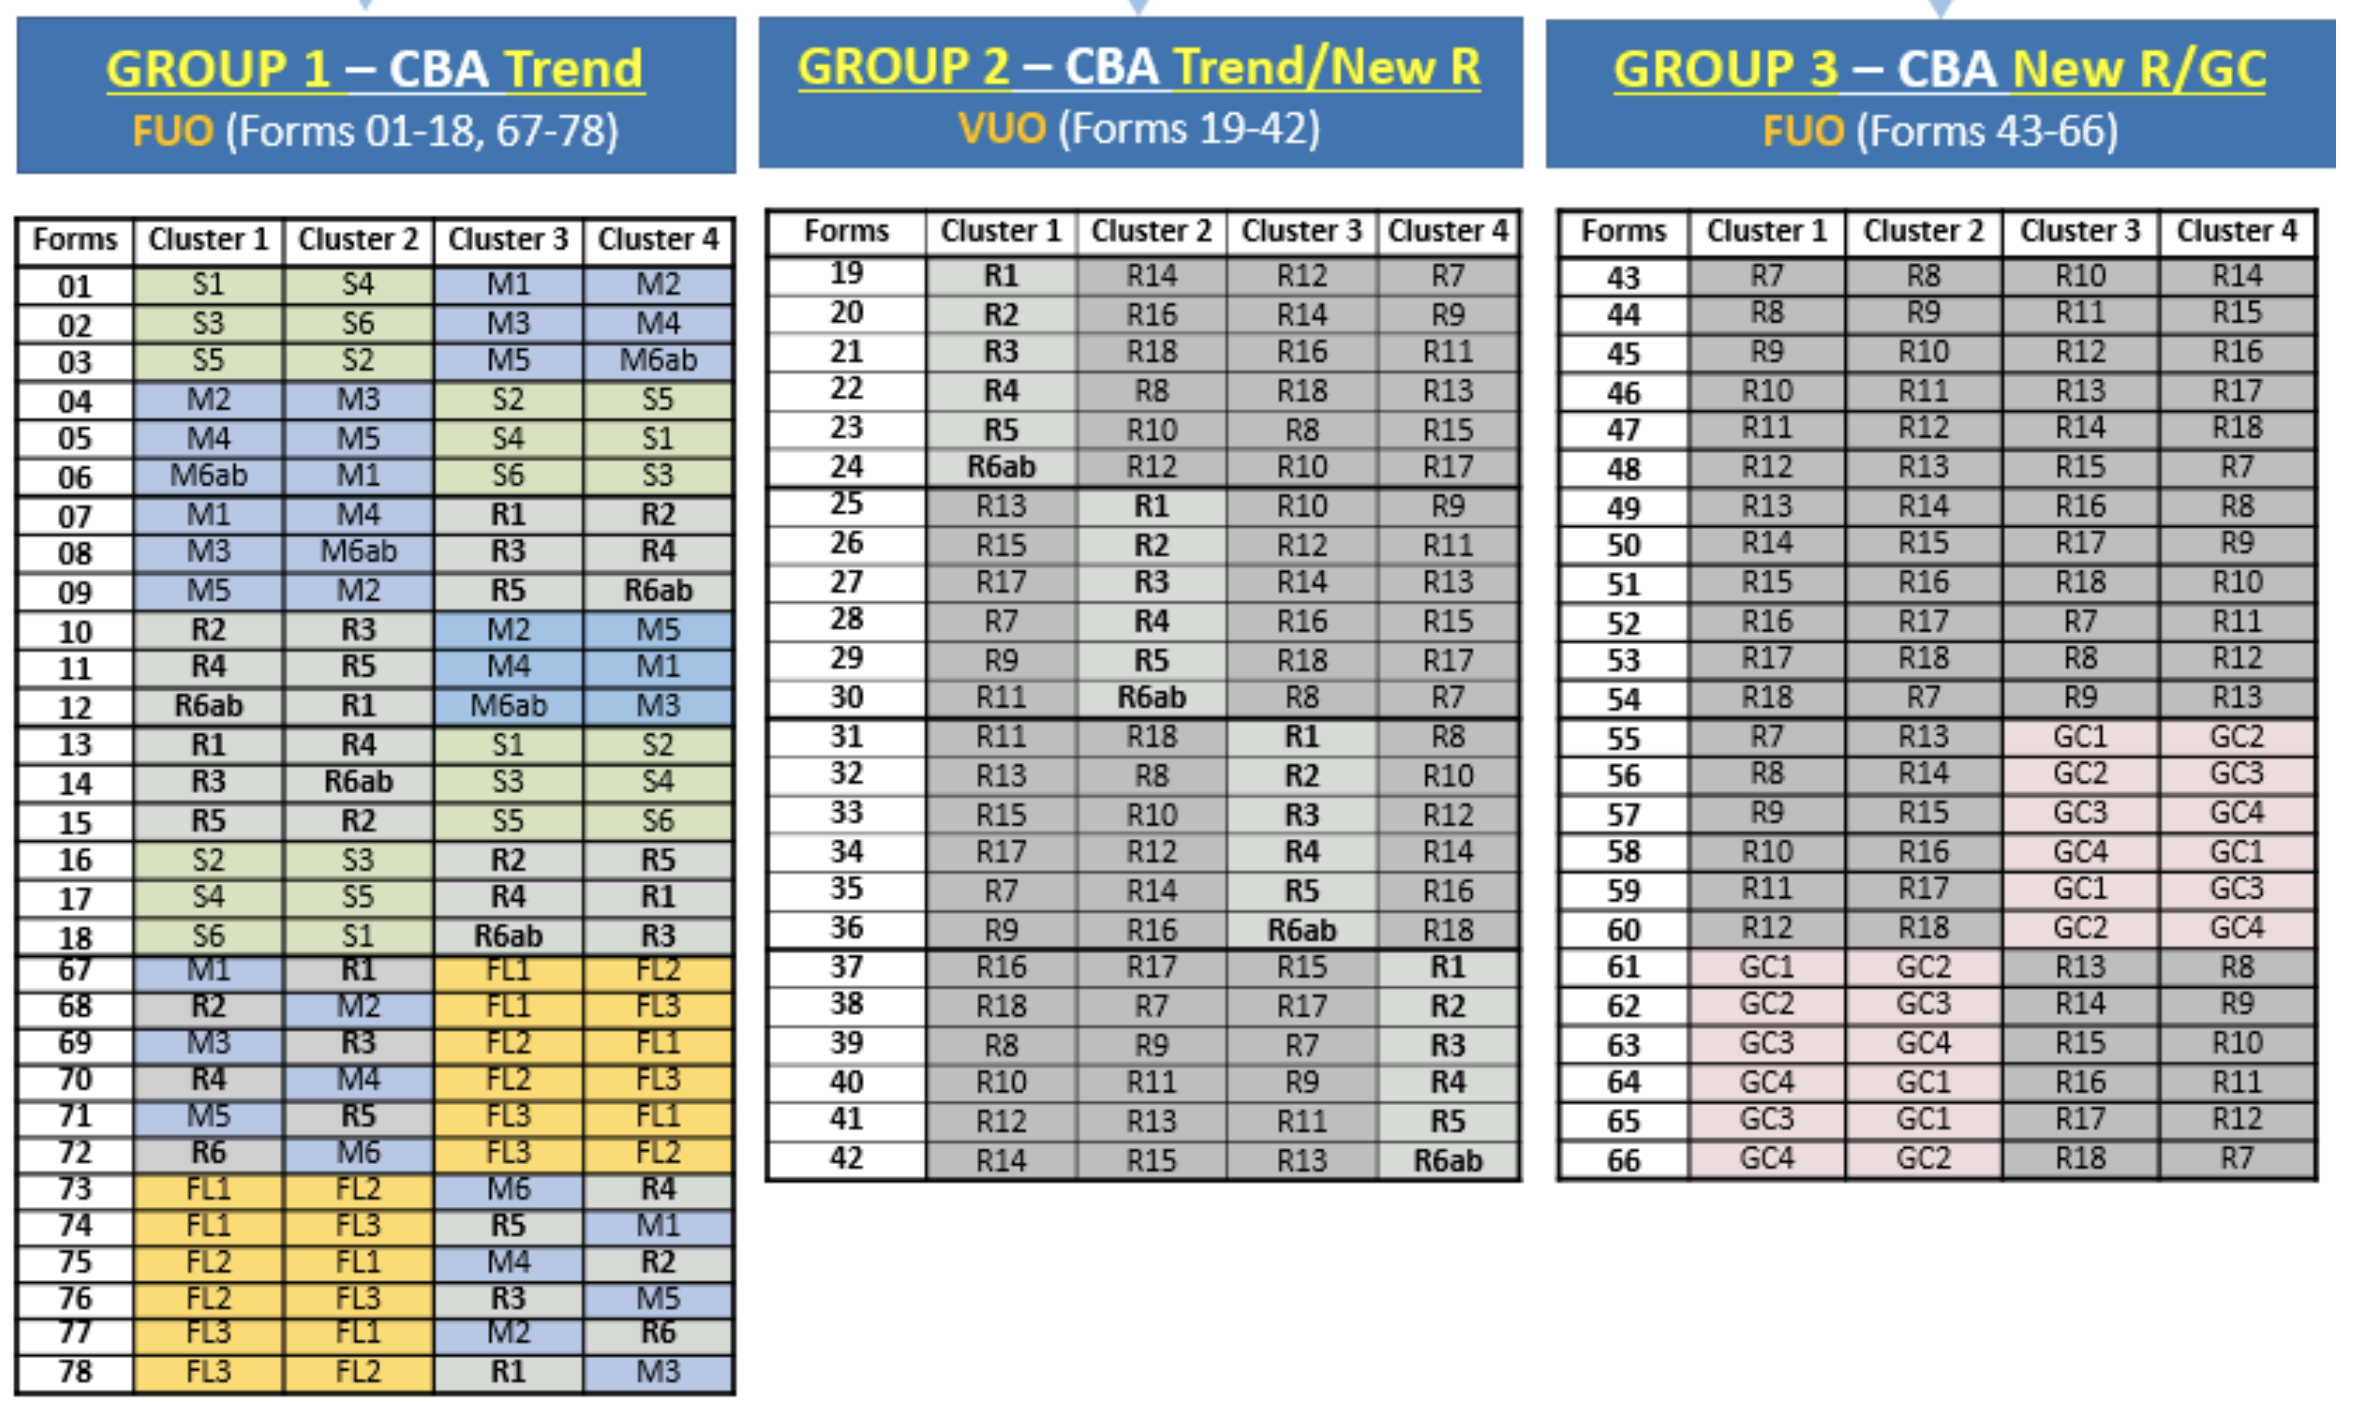 GROUP 1 – CBA Trend
FUO (Forms 01-18, 67-78)
Forms Cluster 1 Cluster 2 Cluster 3 Cluster 4
01 S1 S4 M1 M2
02 S3 S6 M3 M4
03 S5 S2 M5 M6ab
04 M2 M3 S2 S5
05 M4 M5 S4 S1
06 M6ab M1 S6 S3
07 M1 M4 R1 R2
08 M3 M6ab R3 R4
09 M5 M2 R5 R6ab
10 R2 R3 M2 M5
11 R4 R5 M4 M1
12 R6ab R1 M6ab M3
13 R1 R4 S1 S2
14 R3 R6ab S3 S4
15 R5 R2 S5 S6
16 S2 S3 R2 R5
17 S4 S5 R4 R1
18 S6 S1 R6ab R3
67 M1 R1 FL1 FL2
68 R2 M2 FL1 FL3
69 M3 R3 FL2 FL1
70 R4 M4 FL2 FL3
71 M5 R5 FL3 FL1
72 R6 M6 FL3 FL2
73 FL1 FL2 M6 R4
74 FL1 FL3 R5 M1
75 FL2 FL1 M4 R2
76 FL2 FL3 R3 M5
77 FL3 FL1 M2 R6
78 FL3 FL2 R1 M3
GROUP 2 – CBA Trend/New R
VUO (Forms 19-42)
Forms Cluster 1 Cluster 2 Cluster 3 Cluster 4
19 R1 R14 R12 R7
20 R2 R16 R14 R9
21 R3 R18 R16 R11
22 R4 R8 R18 R13
23 R5 R10 R8 R15
24 R6ab R12 R10 R17
25 R13 R1 R10 R9
26 R15 R2 R12 R11
27 R17 R3 R14 R13
28 R7 R4 R16 R15
29 R9 R5 R18 R17
30 R11 R6ab R8 R7
31 R11 R18 R1 R8
32 R13 R8 R2 R10
33 R15 R10 R3 R12
34 R17 R12 R4 R14
35 R7 R14 R5 R16
36 R9 R16 R6ab R18
37 R16 R17 R15 R1
38 R18 R7 R17 R2
39 R8 R9 R7 R3
40 R10 R11 R9 R4
41 R12 R13 R11 R5
42 R14 R15 R13 R6ab
GROUP 3 – CBA New R/GC
FUO (Forms 43-66)
Forms Cluster 1 Cluster 2 Cluster 3 Cluster 4
43 R7 R8 R10 R14
44 R8 R9 R11 R15
45 R9 R10 R12 R16
46 R10 R11 R13 R17
47 R11 R12 R14 R18
48 R12 R13 R15 R7
49 R13 R14 R16 R8
50 R14 R15 R17 R9
51 R15 R16 R18 R10
52 R16 R17 R7 R11
53 R17 R18 R8 R12
54 R18 R7 R9 R13
55 R7 R13 GC1 GC2
56 R8 R14 GC2 GC3
57 R9 R15 GC3 GC4
58 R10 R16 GC4 GC1
59 R11 R17 GC1 GC3
60 R12 R18 GC2 GC4
61 GC1 GC2 R13 R8
62 GC2 GC3 R14 R9
63 GC3 GC4 R15 R10
64 GC4 GC1 R16 R11
65 GC3 GC1 R17 R12
66 GC4 GC2 R18 R7